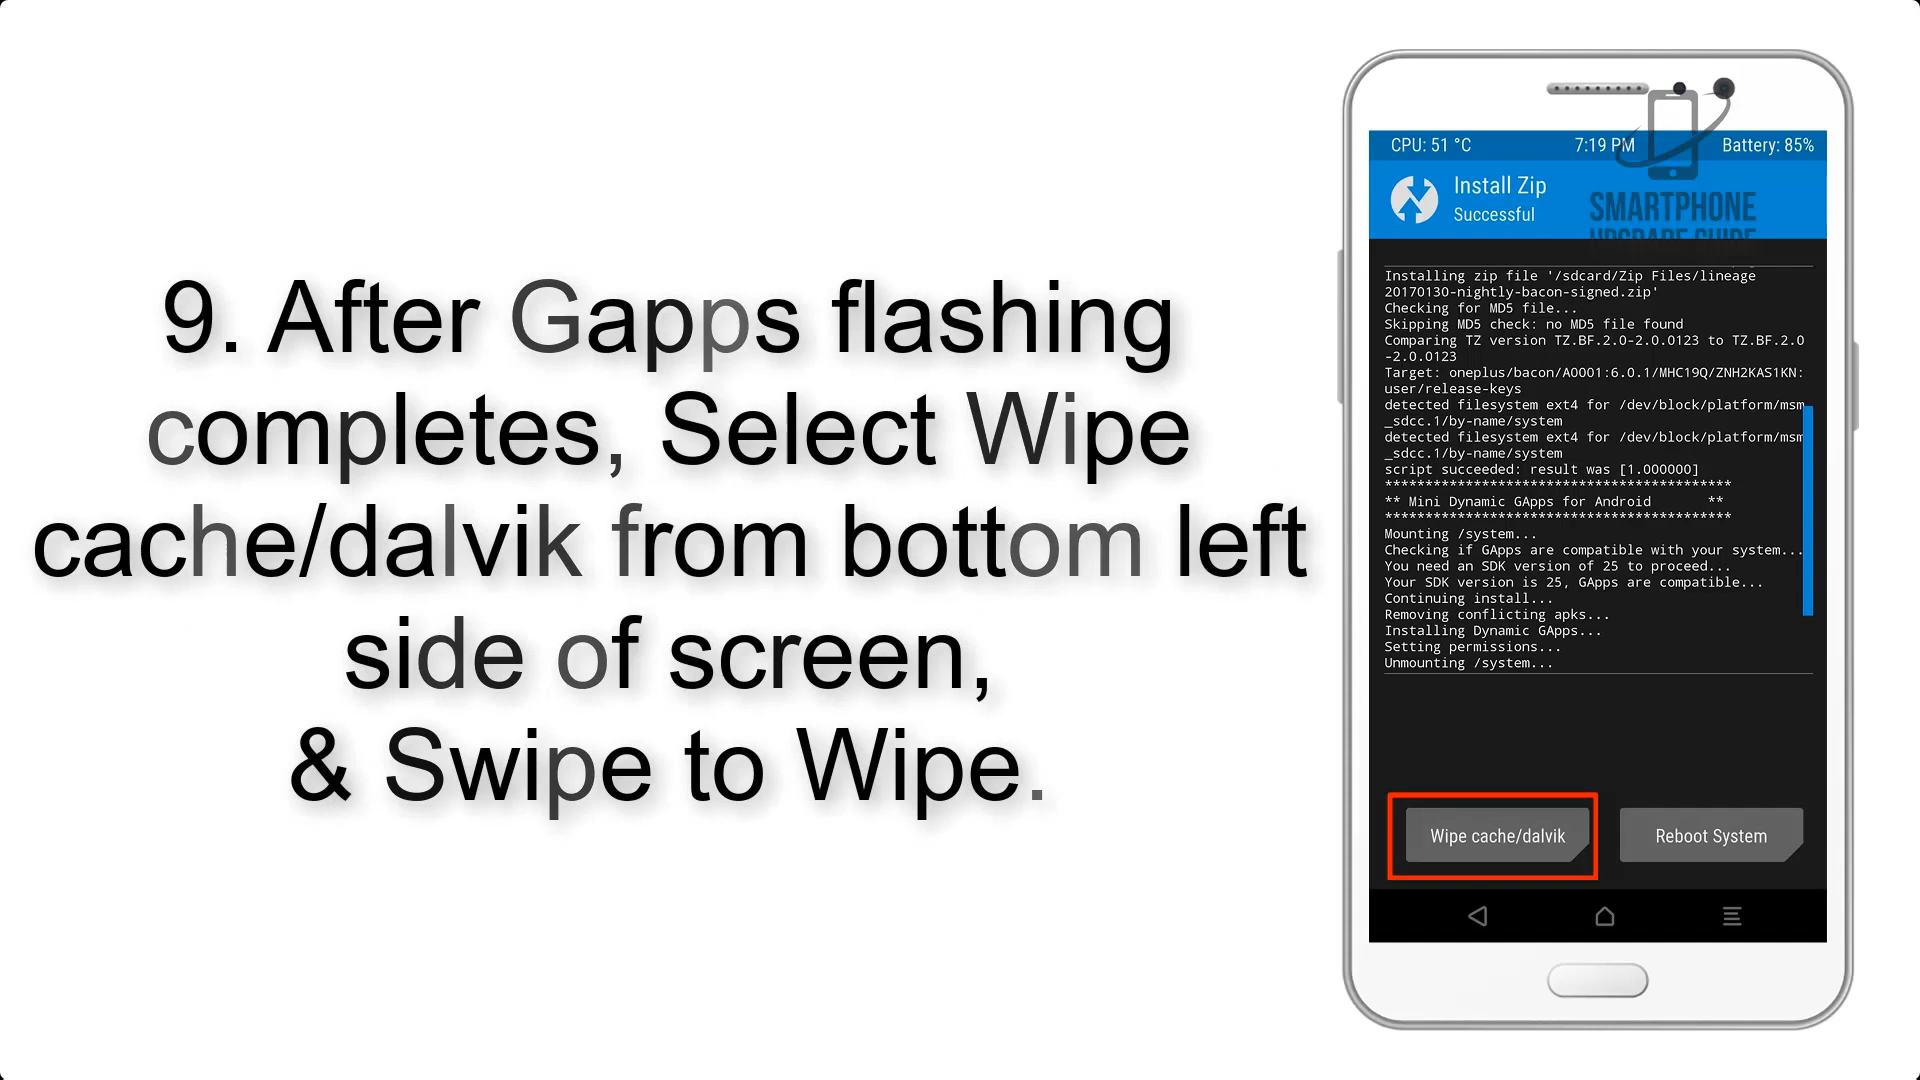 9. After Gapps flashing
completes, Select Wipe
cache/dalvik from bottom left
side of screen,
& Swipe to Wipe.
CPU: 51 °C 7:19 PM Battery: 85%
Install Zip
Successful
SMARTPHONE
UPGRADE GUIDE
Installing zip file '/sdcard/Zip Files/lineage
20170130-nightly-bacon-signed.zip'
Checking for MD5 file...
Skipping MD5 check: no MD5 file found
Comparing TZ version TZ.BF.2.0-2.0.0123 to TZ.BF.2.0
-2.0.0123
Target: oneplus/bacon/A0001:6.0.1/MHC19Q/ZNH2KAS1KN:
user/release-keys
detected filesystem ext4 for /dev/block/platform/msm
_sdcc.1/by-name/system
detected filesystem ext4 for /dev/block/platform/msm
_sdcc.1/by-name/system
script succeeded: result was [1.000000]
*******************************************
** Mini Dynamic GApps for Android **
*******************************************
Mounting /system...
Checking if GApps are compatible with your system...
You need an SDK version of 25 to proceed...
Your SDK version is 25, GApps are compatible...
Continuing install...
Removing conflicting apks...
Installing Dynamic GApps...
Setting permissions...
Unmounting /system...
Wipe cache/dalvik Reboot System